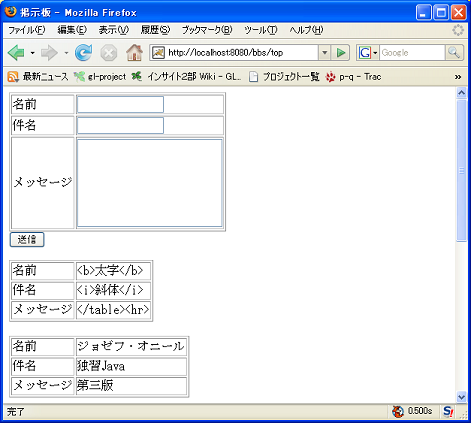 掲示板 - Mozilla Firefox
ファイル(F) 編集(E) 表示(V) 履歴(S) ブックマーク(B) ツール(T) ヘルプ(H)
http://localhost:8080/bbs/top
Google
最新ニュース gl-project インサイト2部 Wiki - GL... プロジェクト一覧 p-q - Trac
名前
件名
メッセージ
送信
名前 <b>太字</b>
件名 <i>斜体</i>
メッセージ </table><hr>
名前 ジョゼフ・オニール
件名 独習Java
メッセージ 第三版
完了 0.500s